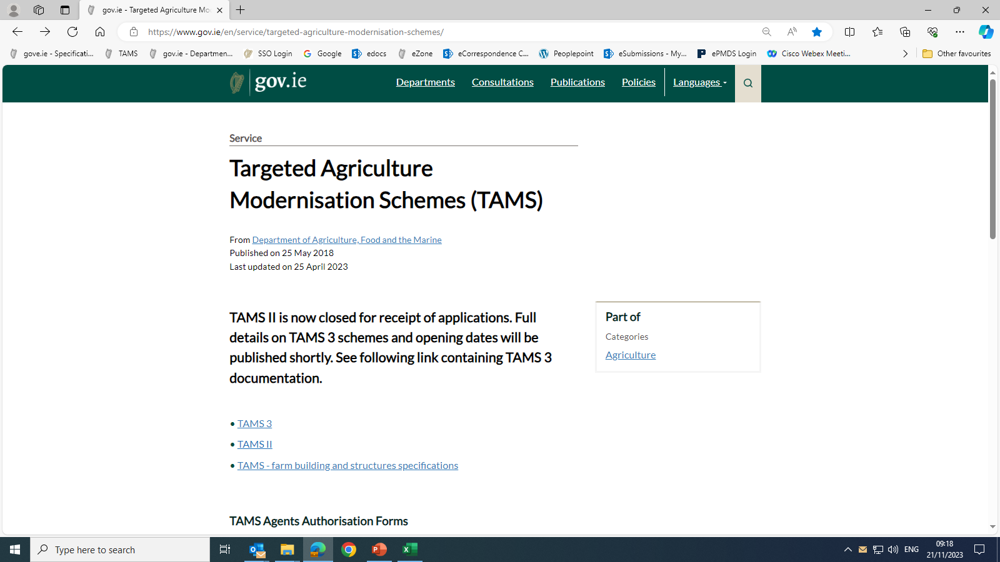 gov.ie - Targeted Agriculture Mo
https://www.gov.ie/en/service/targeted-agriculture-modernisation-schemes/
gove.ie - Specificati... TAMS gov.ie - Departmen... SSO Login Google edocs eZone eCorrespondence C... Peoplepoint eSubmissions - My... ePMDS Login Cisco Webex Meeti... Other favourites
gov.ie Departments Consultations Publications Policies Languages
Service
Targeted Agriculture
Modernisation Schemes (TAMS)
From Department of Agriculture, Food and the Marine
Published on 25 May 2018
Last updated on 25 April 2023
TAMS II is now closed for receipt of applications. Full
details on TAMS 3 schemes and opening dates will be
published shortly. See following link containing TAMS 3
documentation.
Part of
Categories
Agriculture
• TAMS 3
• TAMS II
• TAMS - farm building and structures specifications
TAMS Agents Authorisation Forms
Type here to search
ENG
09:18
21/11/2023